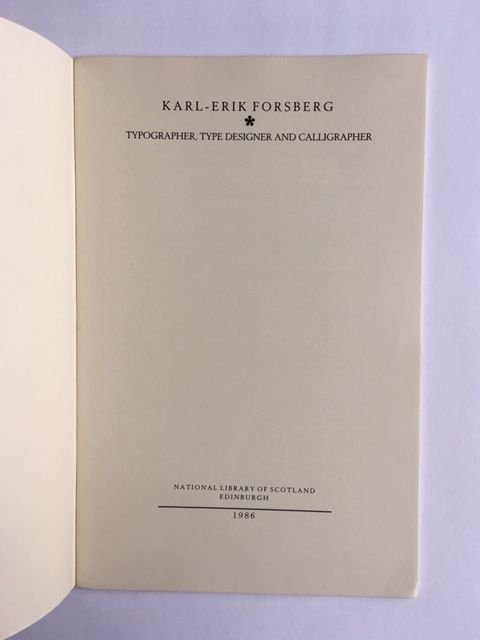 KARL-ERIK FORSBERG
*
TYPOGRAPHER, TYPE DESIGNER AND CALLIGRAPHER
NATIONAL LIBRARY OF SCOTLAND
EDINBURGH
1986